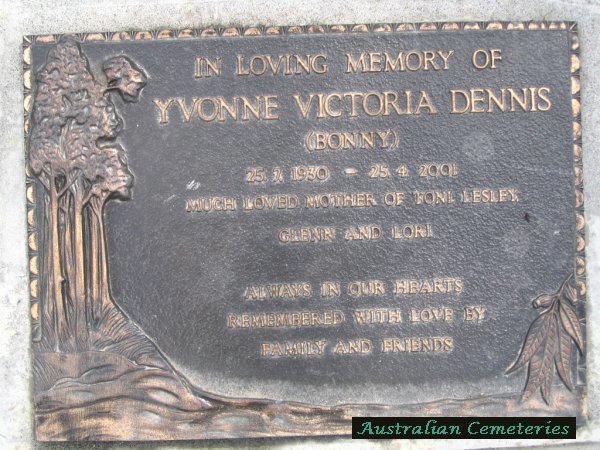 IN LOVING MEMORY OF
YVONNE VICTORIA DENNIS
(BONNY)
25. 7. 1930 – 25. 4. 2001
MUCH LOVED MOTHER OF TONI, LESLEY,
GLENN AND LORI
ALWAYS IN OUR HEARTS
REMEMBERED WITH LOVE BY
FAMILY AND FRIENDS
Australian Cemeteries